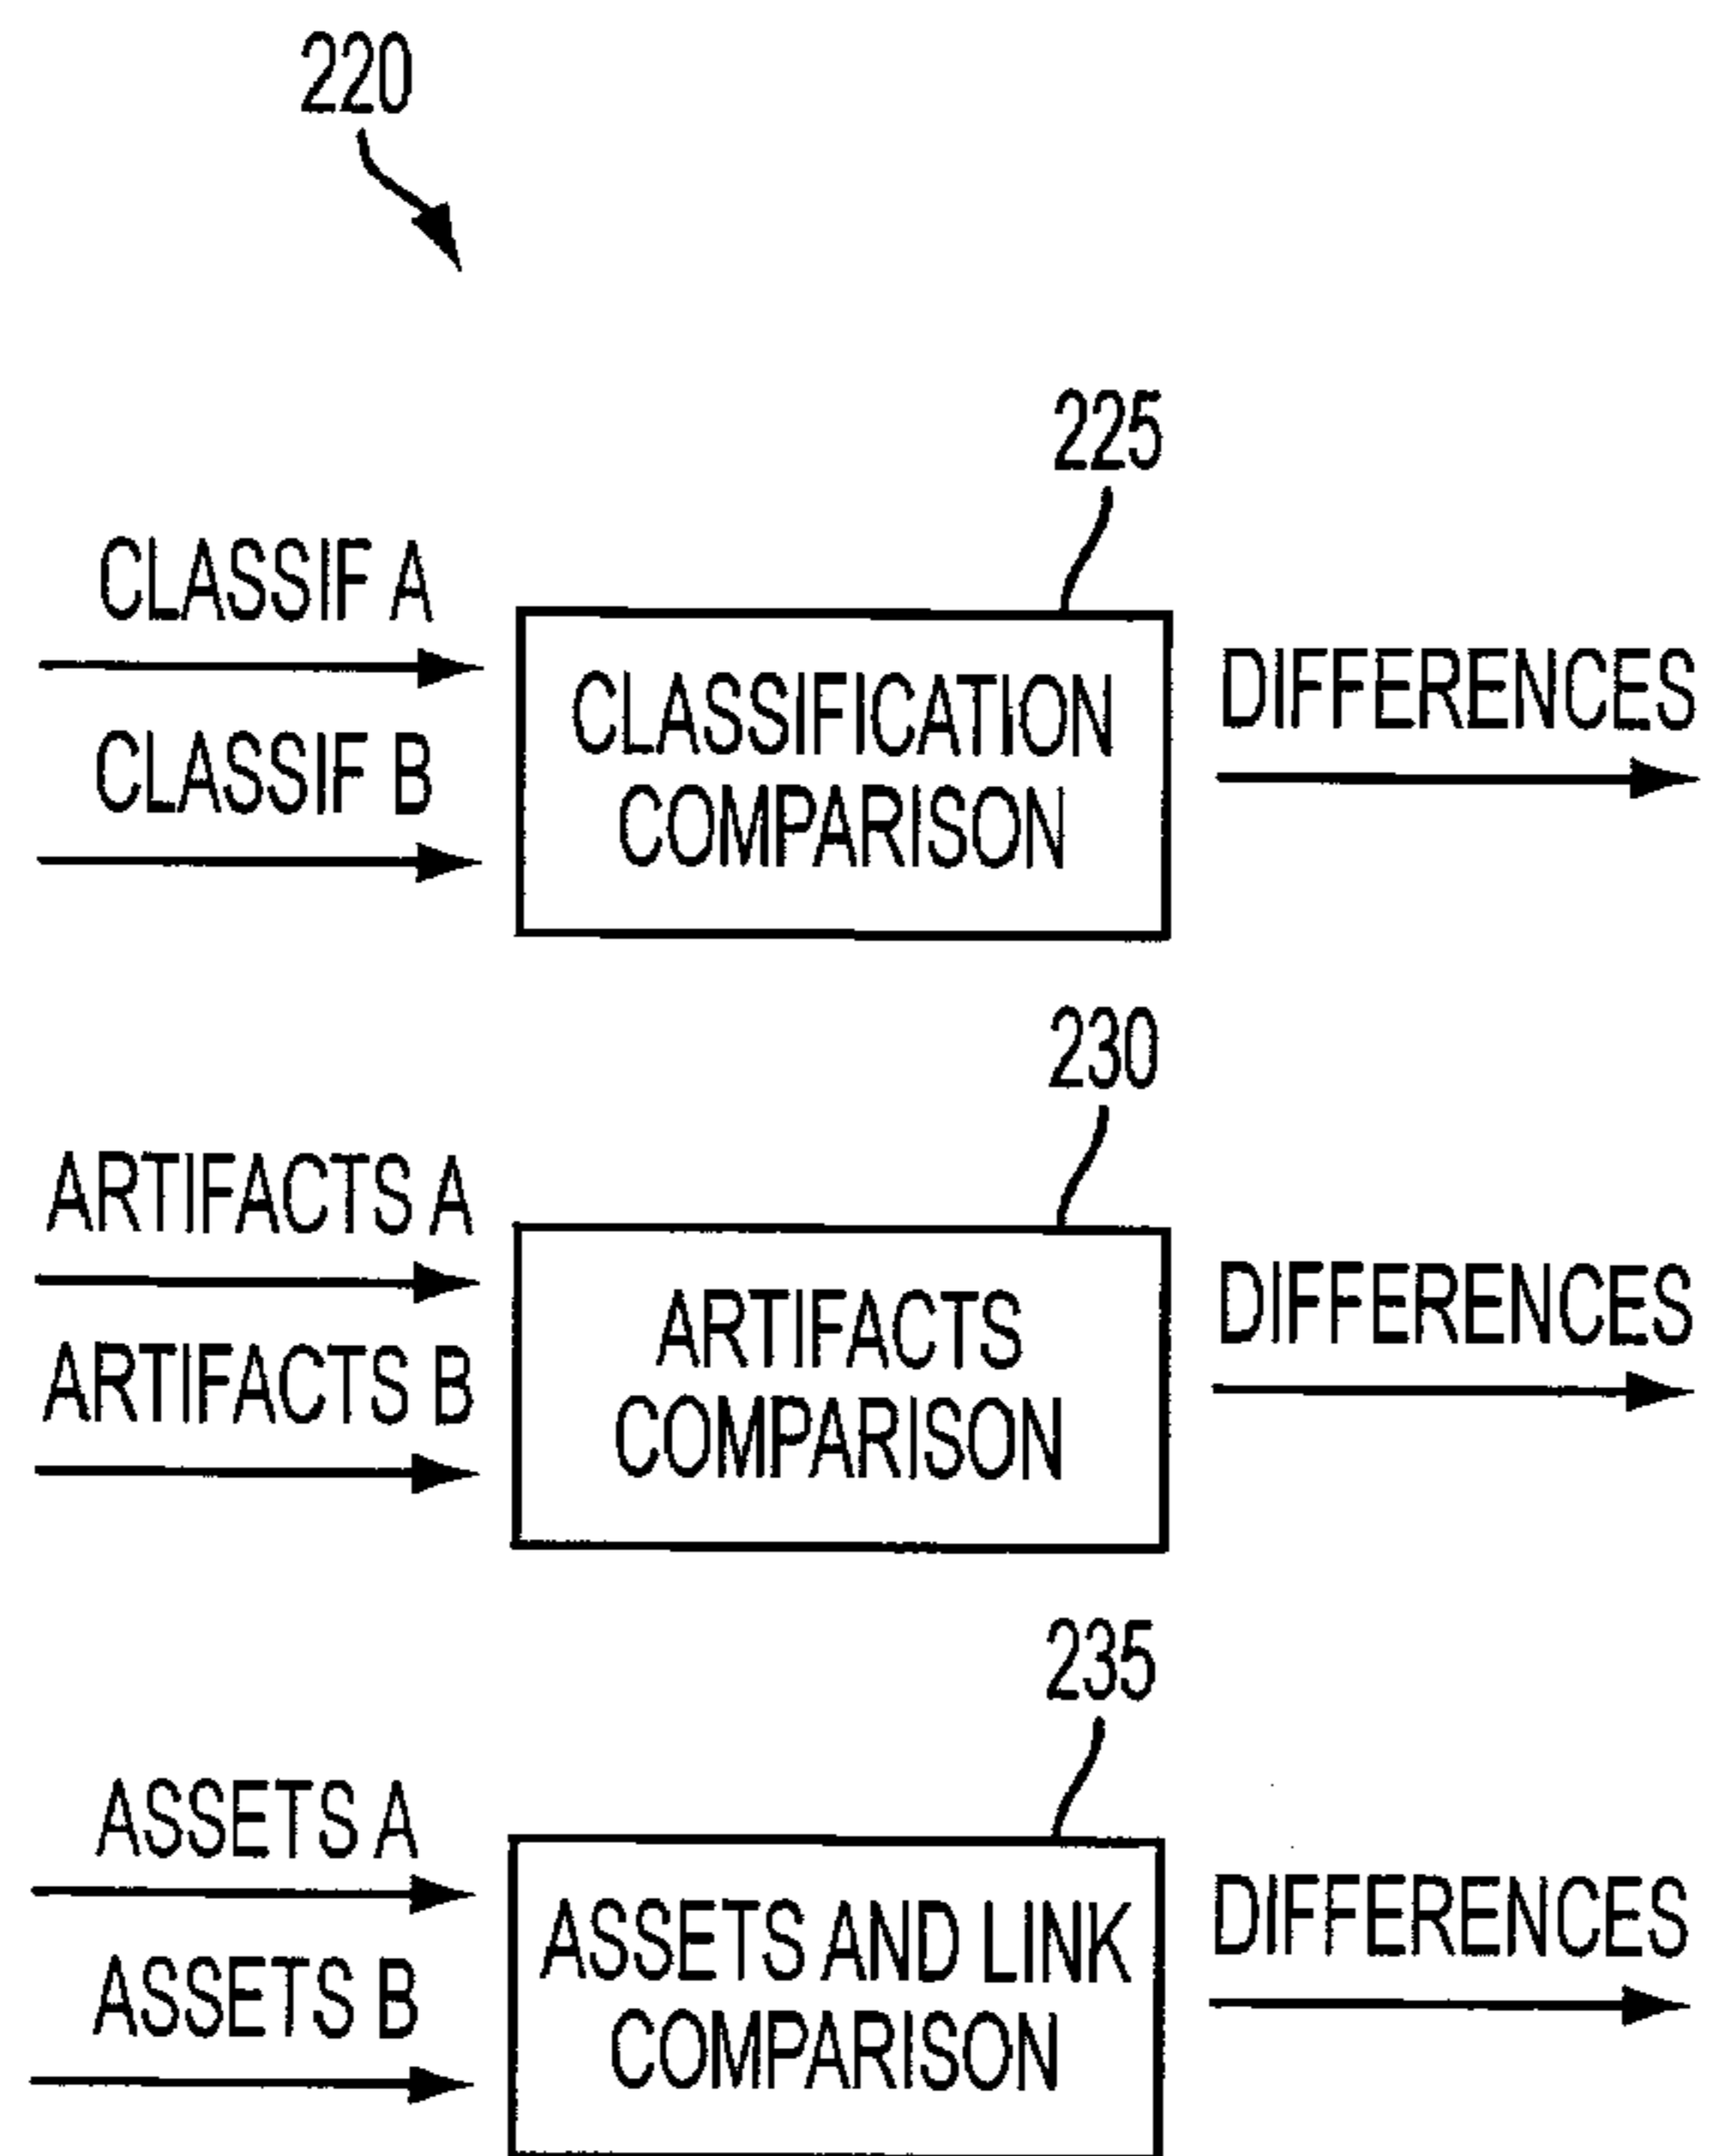 220
225
CLASSIF A
CLASSIF B
CLASSIFICATION
COMPARISON
DIFFERENCES
230
ARTIFACTS A
ARTIFACTS B
ARTIFACTS
COMPARISON
DIFFERENCES
235
ASSETS A
ASSETS B
ASSETS AND LINK
COMPARISON
DIFFERENCES